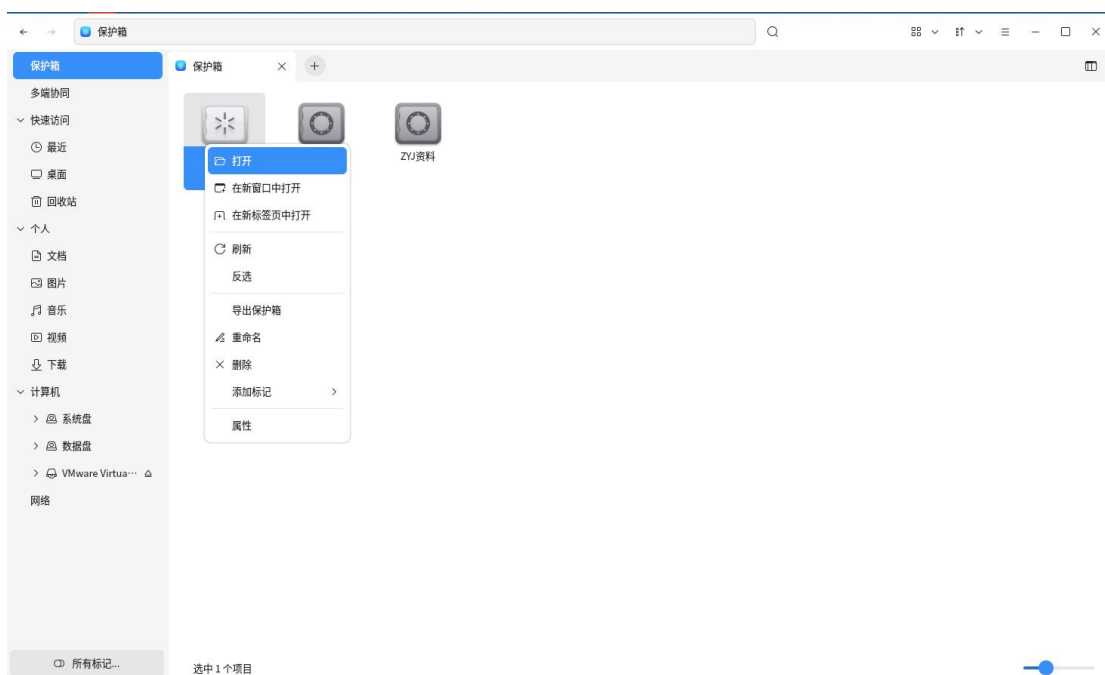 保护箱
保护箱
保护箱
多端协同
快速访问
最近
桌面
回收站
个人
文档
图片
音乐
视频
下载
计算机
系统盘
数据盘
VMware Virtua…
网络
所有标记...
ZYJ资料
打开
在新窗口中打开
在新标签页中打开
刷新
反选
导出保护箱
重命名
删除
添加标记
属性
选中 1 个项目